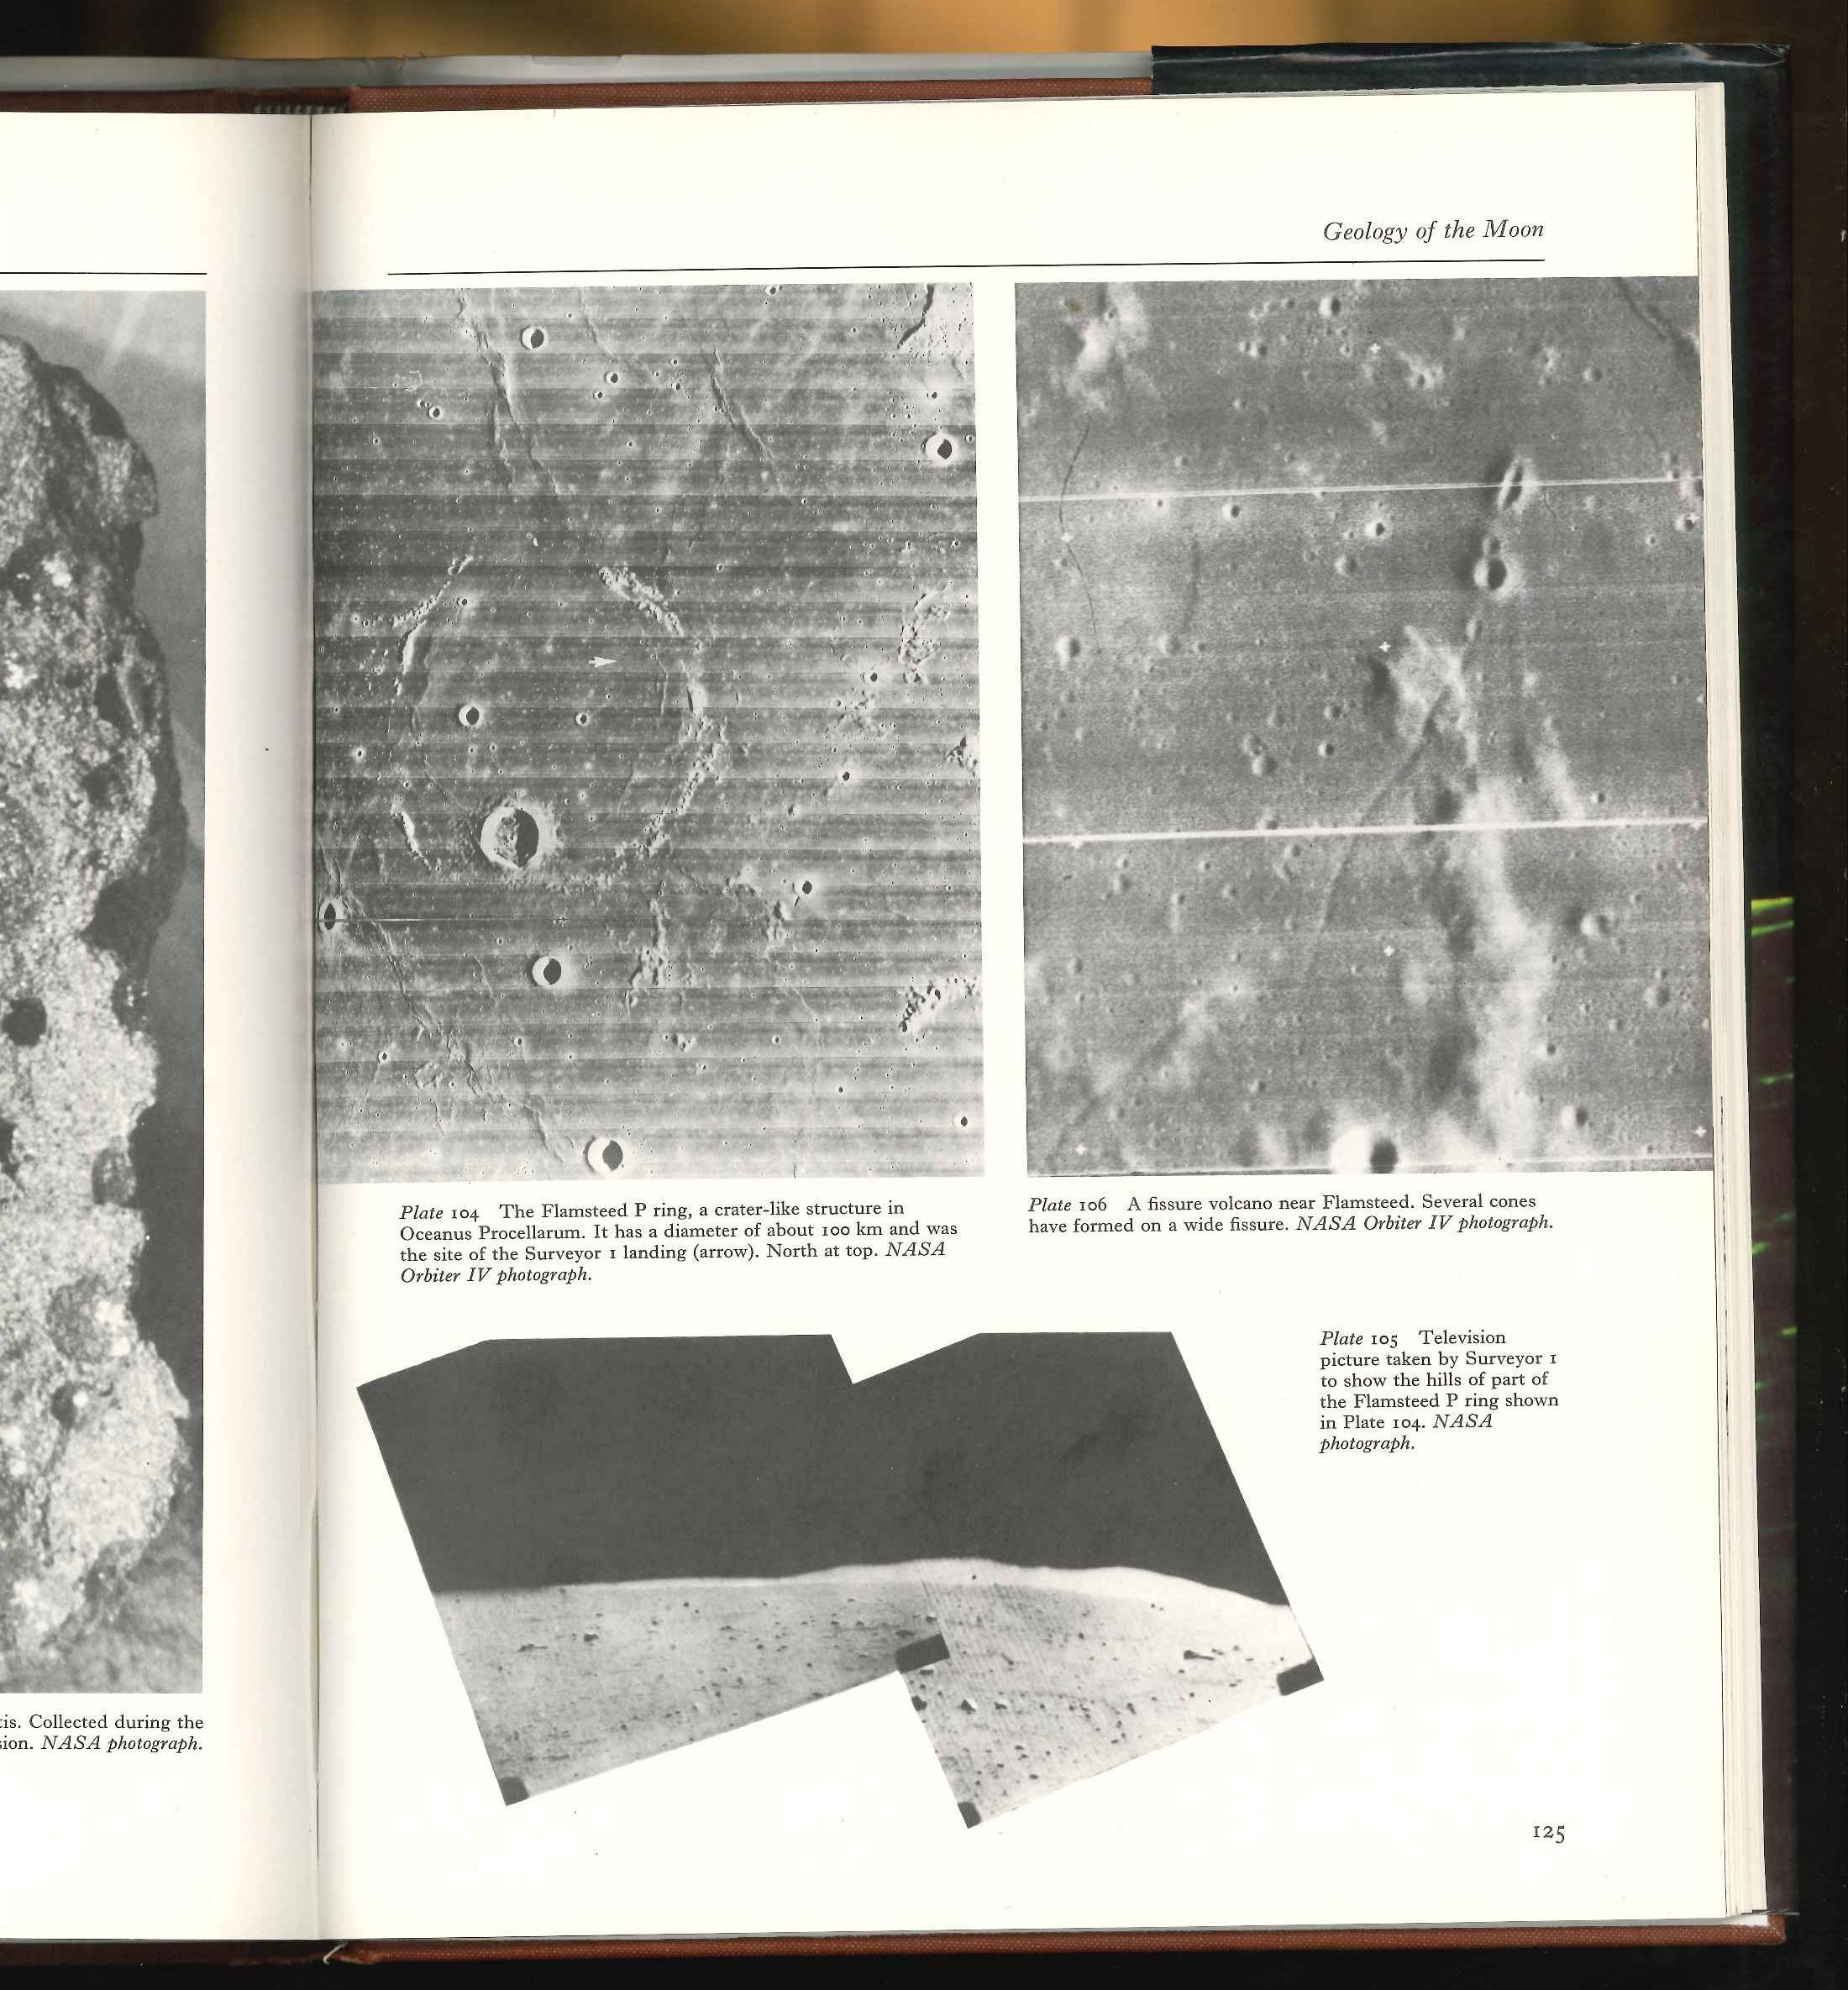 Geology of the Moon
Plate 104 The Flamsteed P ring, a crater-like structure in
Oceanus Procellarum. It has a diameter of about 100 km and was
the site of the Surveyor 1 landing (arrow). North at top. NASA
Orbiter IV photograph.
Plate 106 A fissure volcano near Flamsteed. Several cones
have formed on a wide fissure. NASA Orbiter IV photograph.
Plate 105 Television
picture taken by Surveyor 1
to show the hills of part of
the Flamsteed P ring shown
in Plate 104. NASA
photograph.
tis. Collected during the
sion. NASA photograph.
125